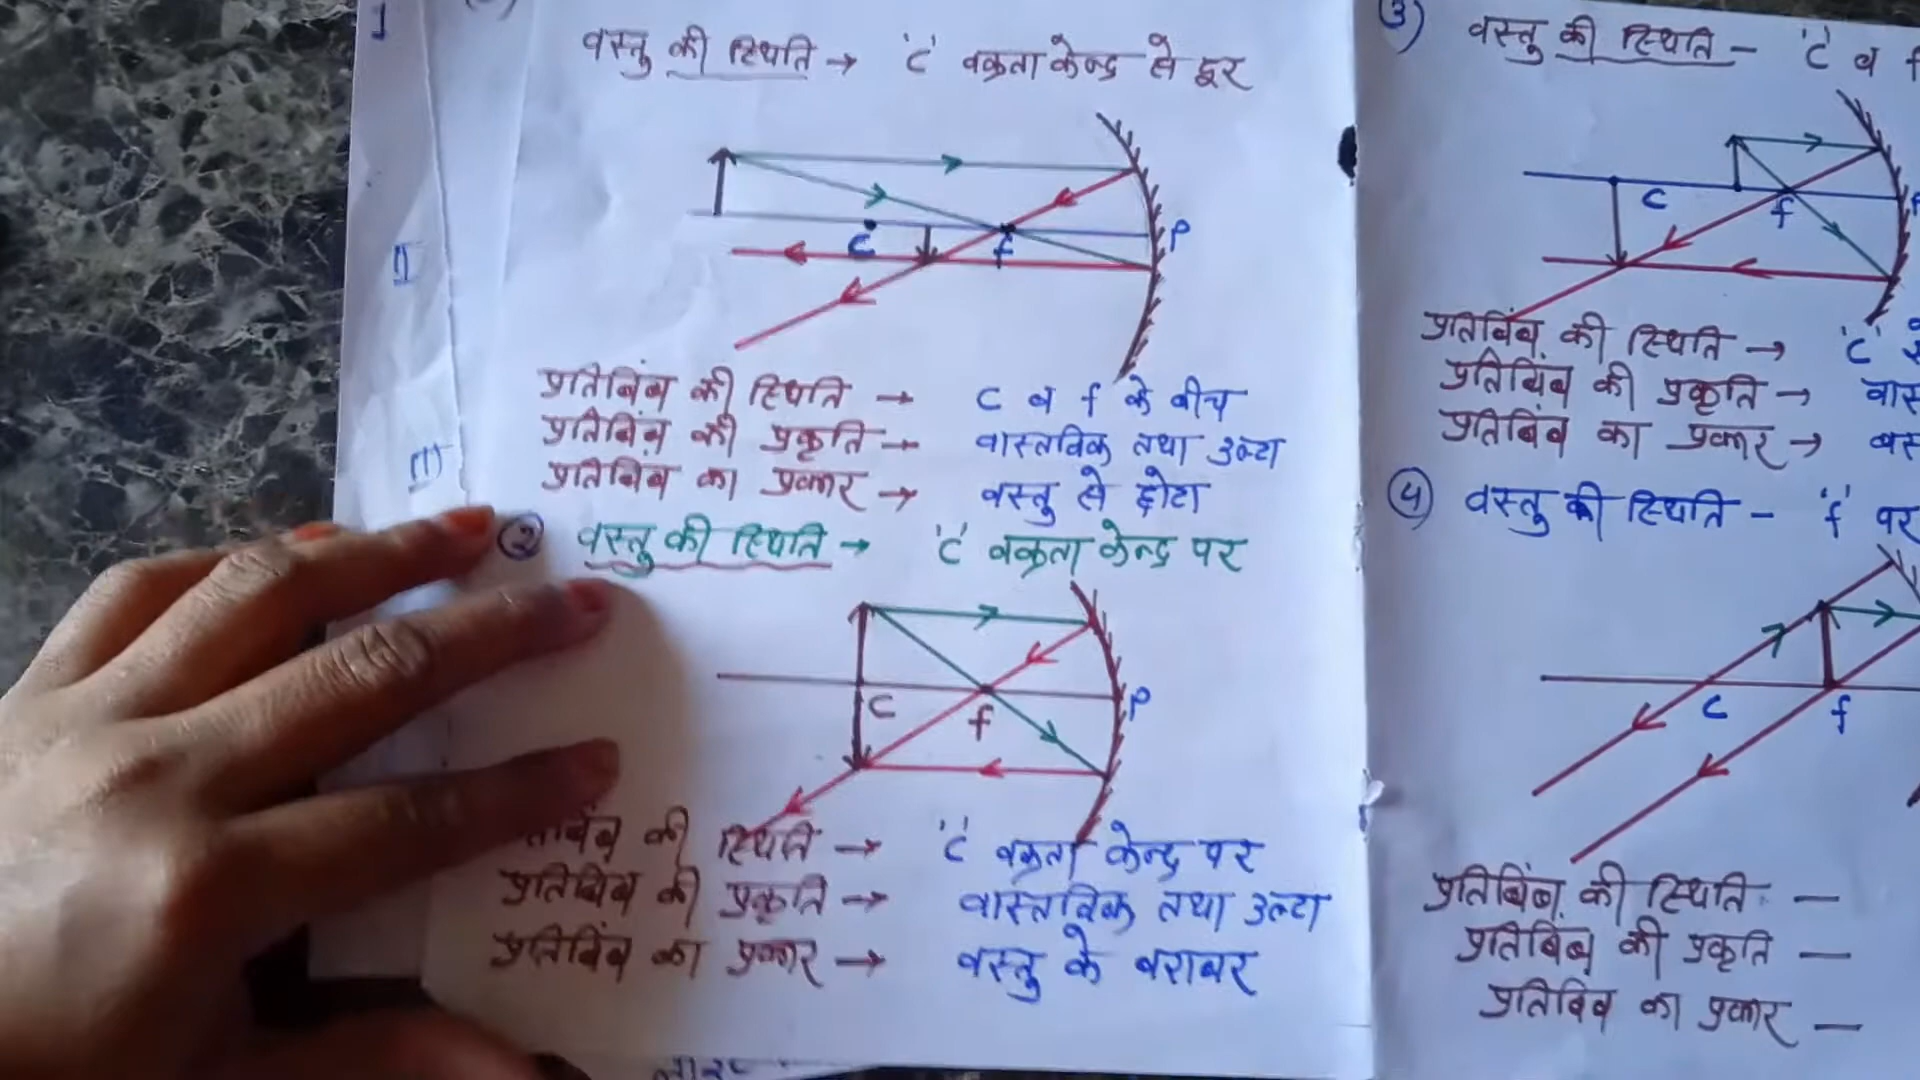 वस्तु की स्थिति → 'C' वक्रता केन्द्र से दूर
C f P
प्रतिबिंब की स्थिति → C व f के बीच
प्रतिबिंब की प्रकृति → वास्तविक तथा उल्टा
प्रतिबिंब का प्रकार → वस्तु से छोटा
② वस्तु की स्थिति → 'C' वक्रता केन्द्र पर
C f P
की स्थिति → 'C' वक्रता केन्द्र पर
प्रतिबिंब की प्रकृति → वास्तविक तथा उल्टा
प्रतिबिंब का प्रकार → वस्तु के बराबर
3) वस्तु की स्थिति - 'C' व f
C f P
प्रतिबिंब की स्थिति → 'C'
प्रतिबिंब की प्रकृति → वास
प्रतिबिंब का प्रकार → वस
④ वस्तु की स्थिति - 'f' पर
C f
प्रतिबिंब की स्थिति —
प्रतिबिंब की प्रकृति —
प्रतिबिंब का प्रकार —